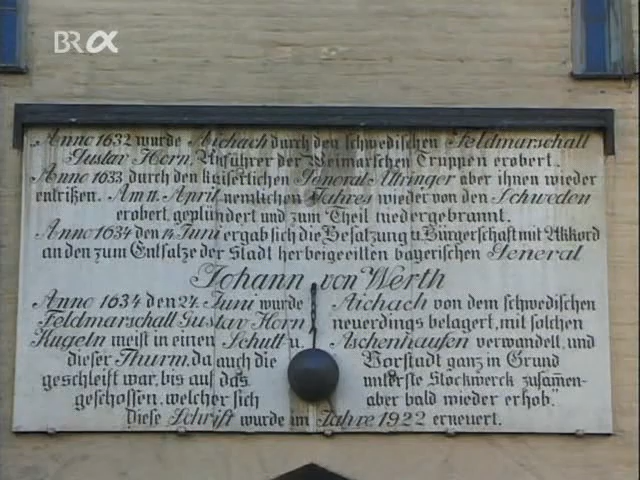 BRα
Anno 1632 wurde Aichach durch den schwedischen Feldmarschall
Gustav Horn, Anführer der Weimarschen Truppen erobert.
Anno 1633 durch den kaiserlichen General Altringer aber ihnen wieder
entrißen. Am 11. April nemlichen Jahres wieder von den Schweden
erobert, geplündert und zum Theil niedergebrannt.
Anno 1634 den 14 Juni ergab sich die Besatzung u. Bürgerschaft mit Akkord
an den zum Entsatze der Stadt herbeigeeilten bayerischen General
Johann von Werth
Anno 1634 den 24. Juni wurde Aichach von dem schwedischen
Feldmarschall Gustav Horn neuerdings belagert, mit solchen
Kugeln meist in einen Schutt u. Aschenhaufen verwandelt, und
dieser Thurm, da auch die Vorstadt ganz in Grund
geschleift war, bis auf das unterste Stockwerck zusam̅en-
geschossen, welcher sich aber bald wieder erhob."
Diese Schrift wurde im Jahre 1922 erneuert.